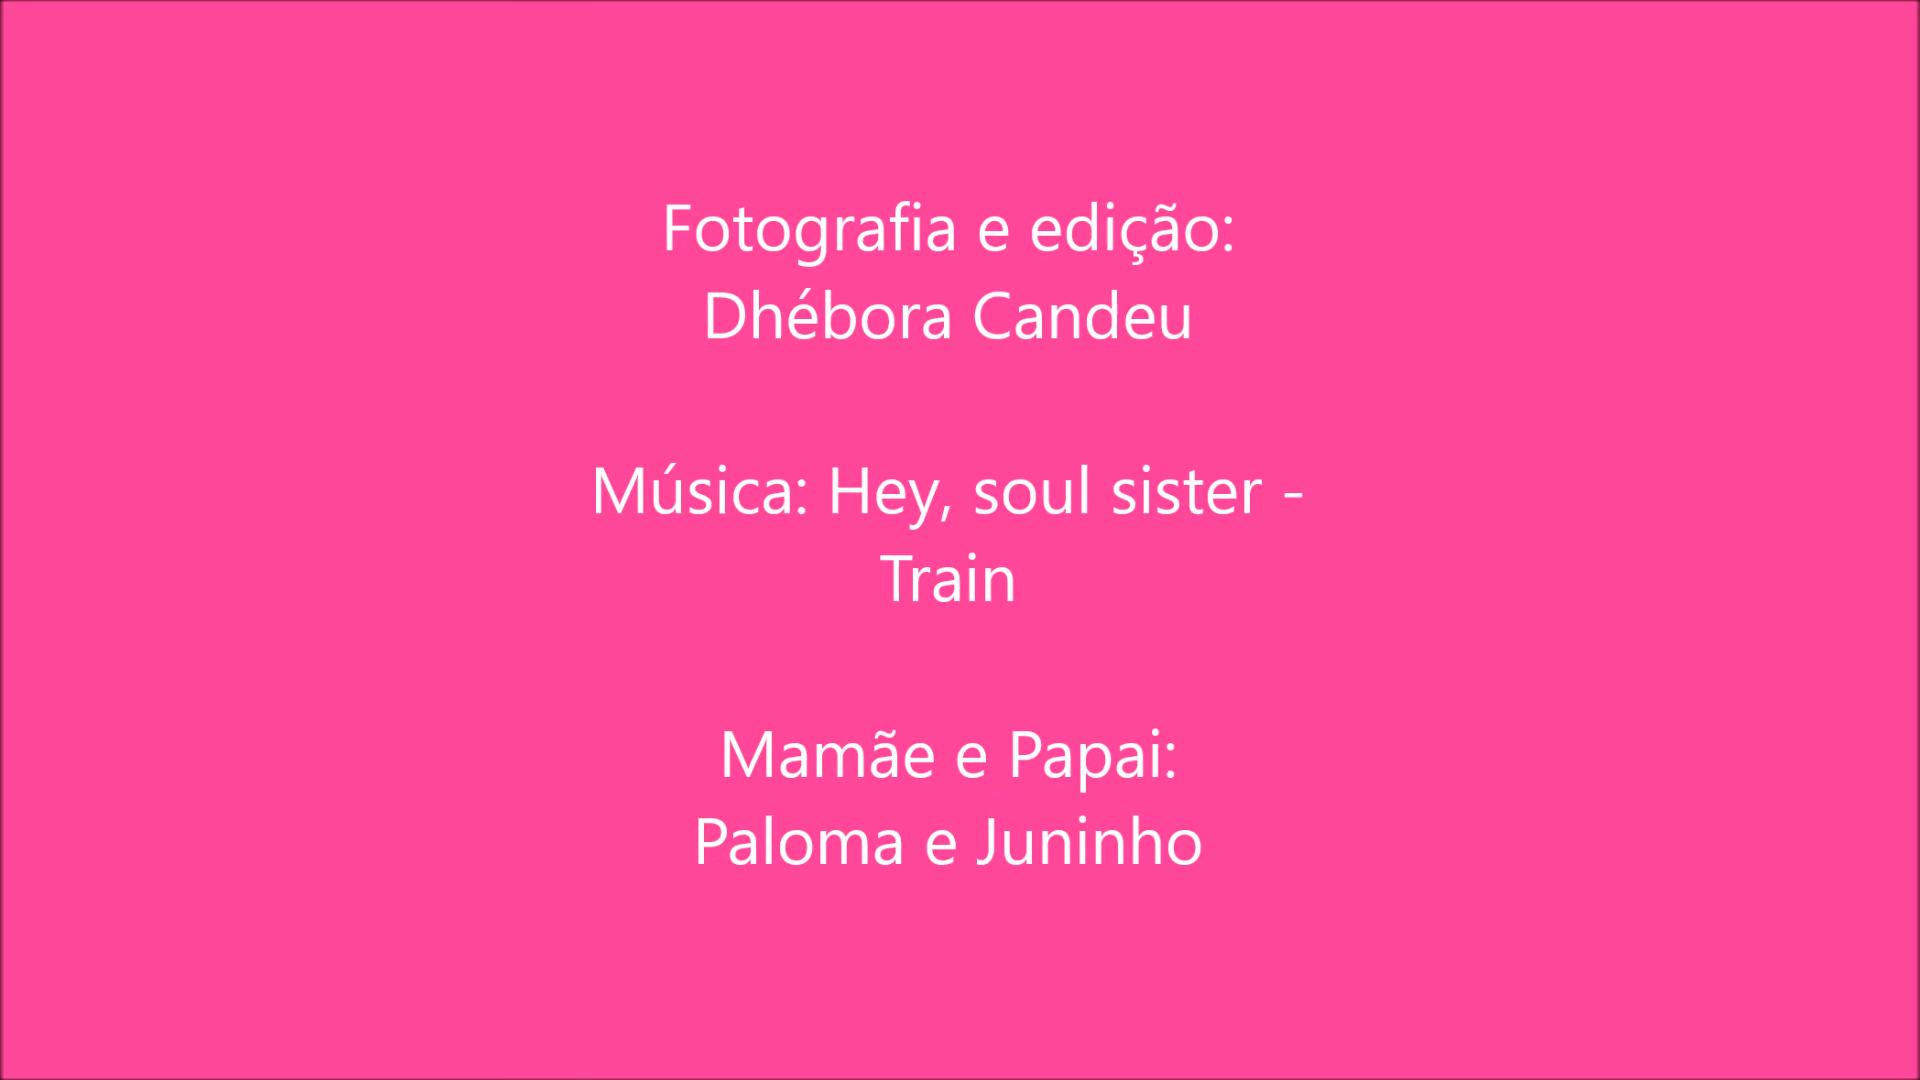 Fotografia e edição:
Dhébora Candeu
Música: Hey, soul sister -
Train
Mamãe e Papai:
Paloma e Juninho